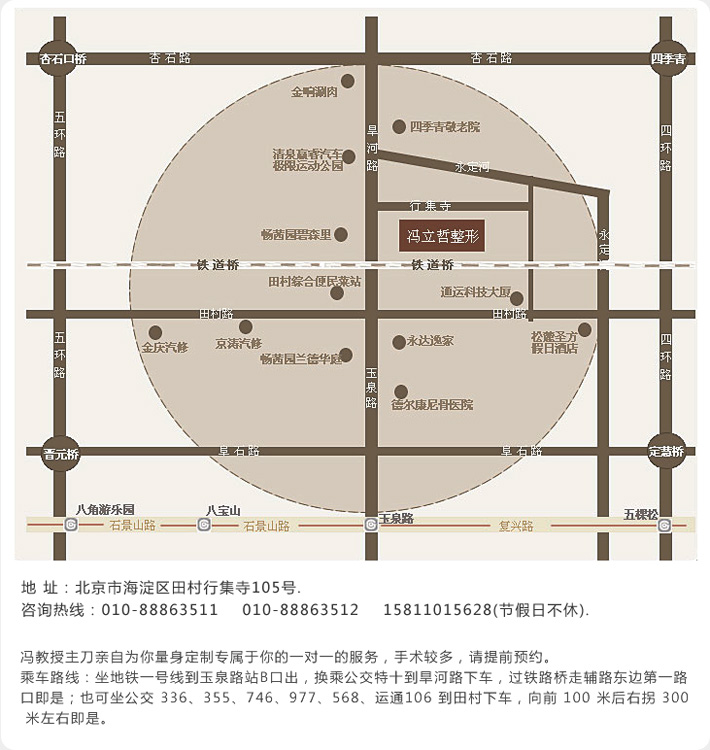 杏石口桥
杏石路
杏石路
四季青
金鸣涮肉
五环路
旱河路
四环路
四季青敬老院
清泉赢睿汽车
极限运动公园
永定河
行集寺
畅茜园碧森里
冯立哲整形
永定
铁道桥
铁道桥
田村综合便民菜站
通运科技大厦
田村路
田村路
金庆汽修
京涛汽修
畅茜园兰德华庭
永达逸家
松麓圣方
假日酒店
五环路
玉泉路
四环路
德尔康尼骨医院
晋元桥
阜石路
阜石路
定慧桥
八角游乐园
八宝山
玉泉路
五棵松
石景山路
石景山路
复兴路
地 址：北京市海淀区田村行集寺105号.
咨询热线：010-88863511 010-88863512 15811015628(节假日不休).
冯教授主刀亲自为你量身定制专属于你的一对一的服务，手术较多，请提前预约。
乘车路线：坐地铁一号线到玉泉路站B口出，换乘公交特十到旱河路下车，过铁路桥走辅路东边第一路
口即是；也可坐公交 336、355、746、977、568、运通106 到田村下车，向前 100 米后右拐 300
米左右即是。